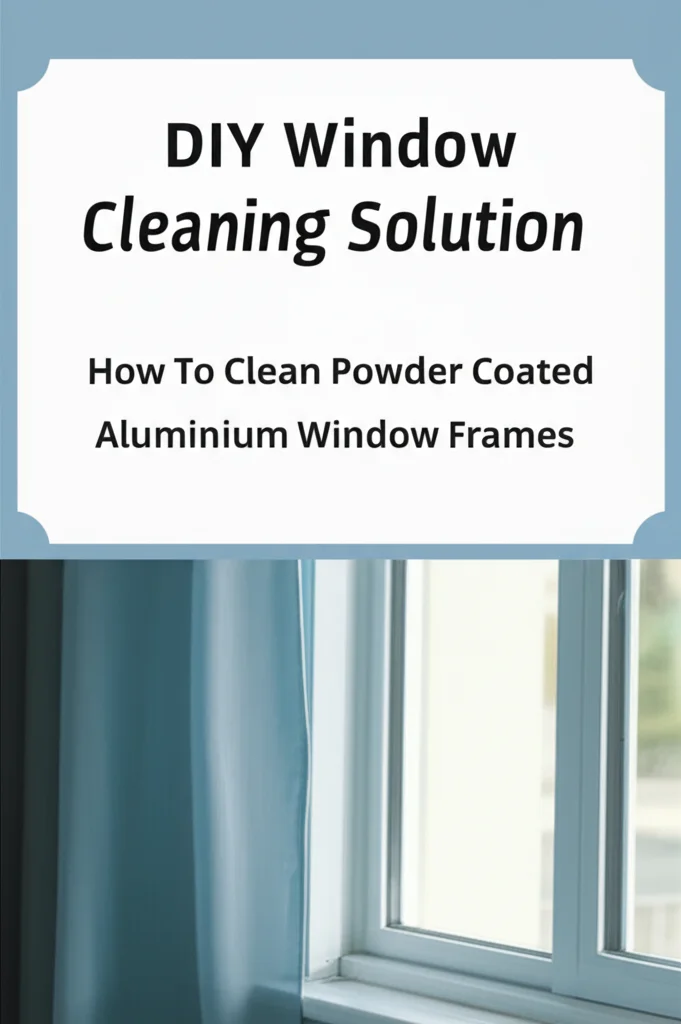 DIY Window
Cleaning Solution
How To Clean Powder Coated
Aluminium Window Frames